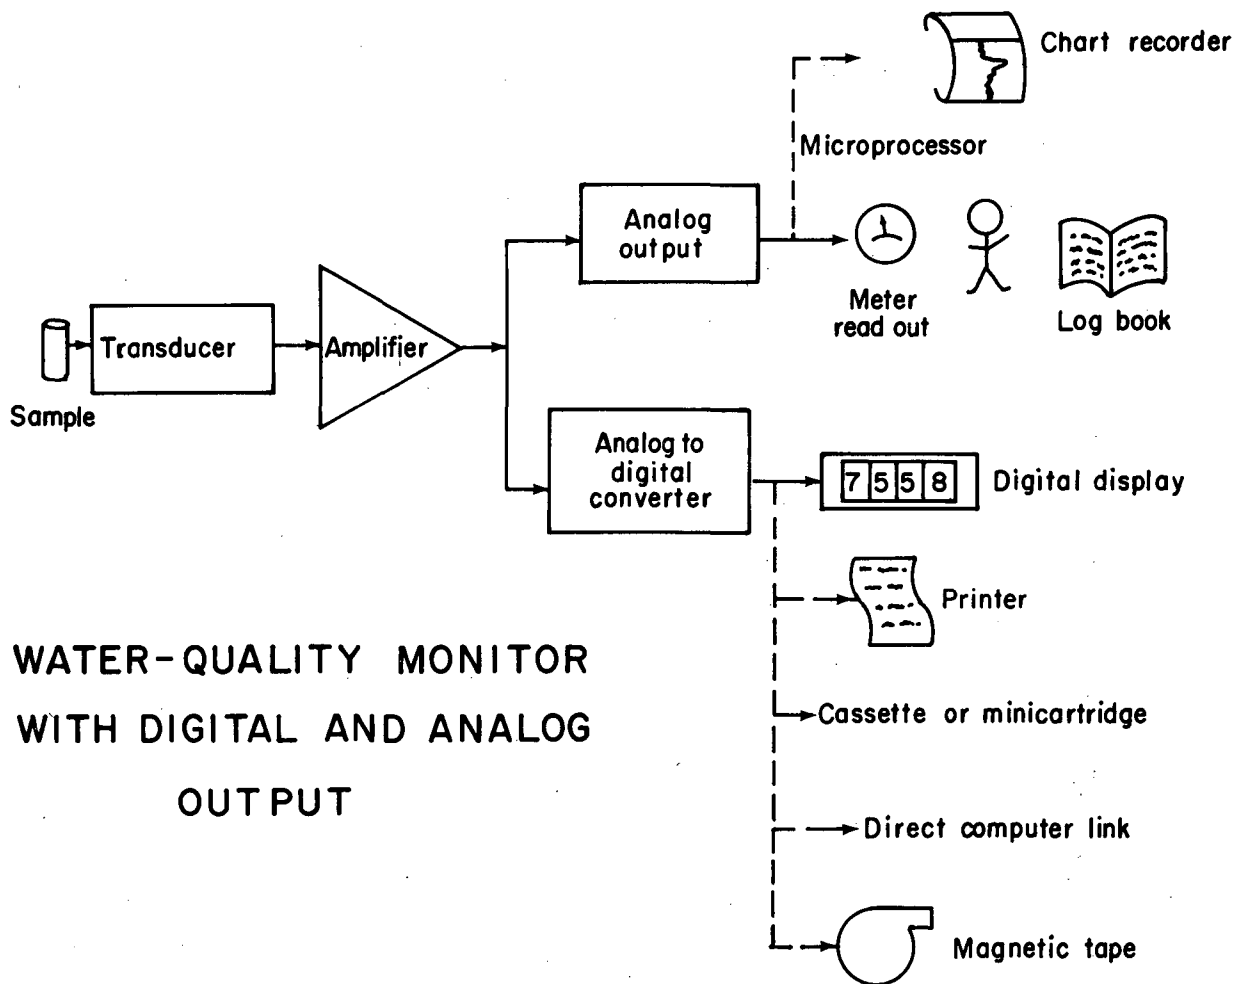 Chart recorder
Microprocessor
Analog
output
Meter
read out
Log book
Sample
Transducer
Amplifier
Analog to
digital
converter
7558
Digital display
Printer
Cassette or minicartridge
Direct computer link
Magnetic tape
WATER-QUALITY MONITOR
WITH DIGITAL AND ANALOG
OUTPUT